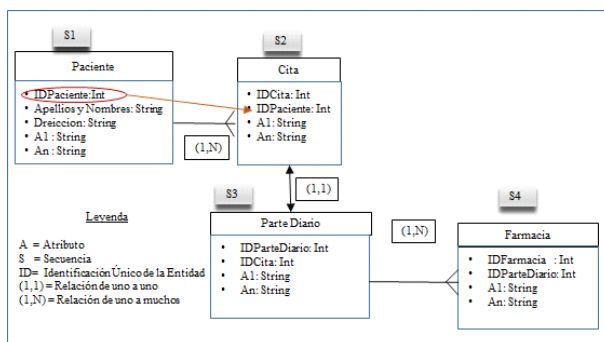 S1
Paciente
• IDPaciente:Int
• Apellios y Nombres: String
• Dreiccion: String
• A1 : String
• An : String
(1,N)
S2
Cita
• IDCita: Int
• IDPaciente: Int
• A1: String
• An: String
(1,1)
S3
Parte Diario
• IDParteDiario: Int
• IDCita: Int
• A1: String
• An: String
(1,N)
S4
Farmacia
• IDFarmacia : Int
• IDParteDiario: Int
• A1: String
• An: String
Leyenda
A = Atributo
S = Secuencia
ID= Identificación Único de la Entidad
(1,1) = Relación de uno a uno
(1,N) = Relación de uno a muchos